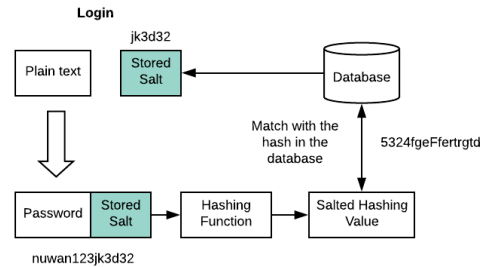 Login
jk3d32
Plain text
Stored
Salt
Database
Match with the
hash in the
database
5324fgeFfertrgtd
Password
Stored
Salt
Hashing
Function
Salted Hashing
Value
nuwan123jk3d32